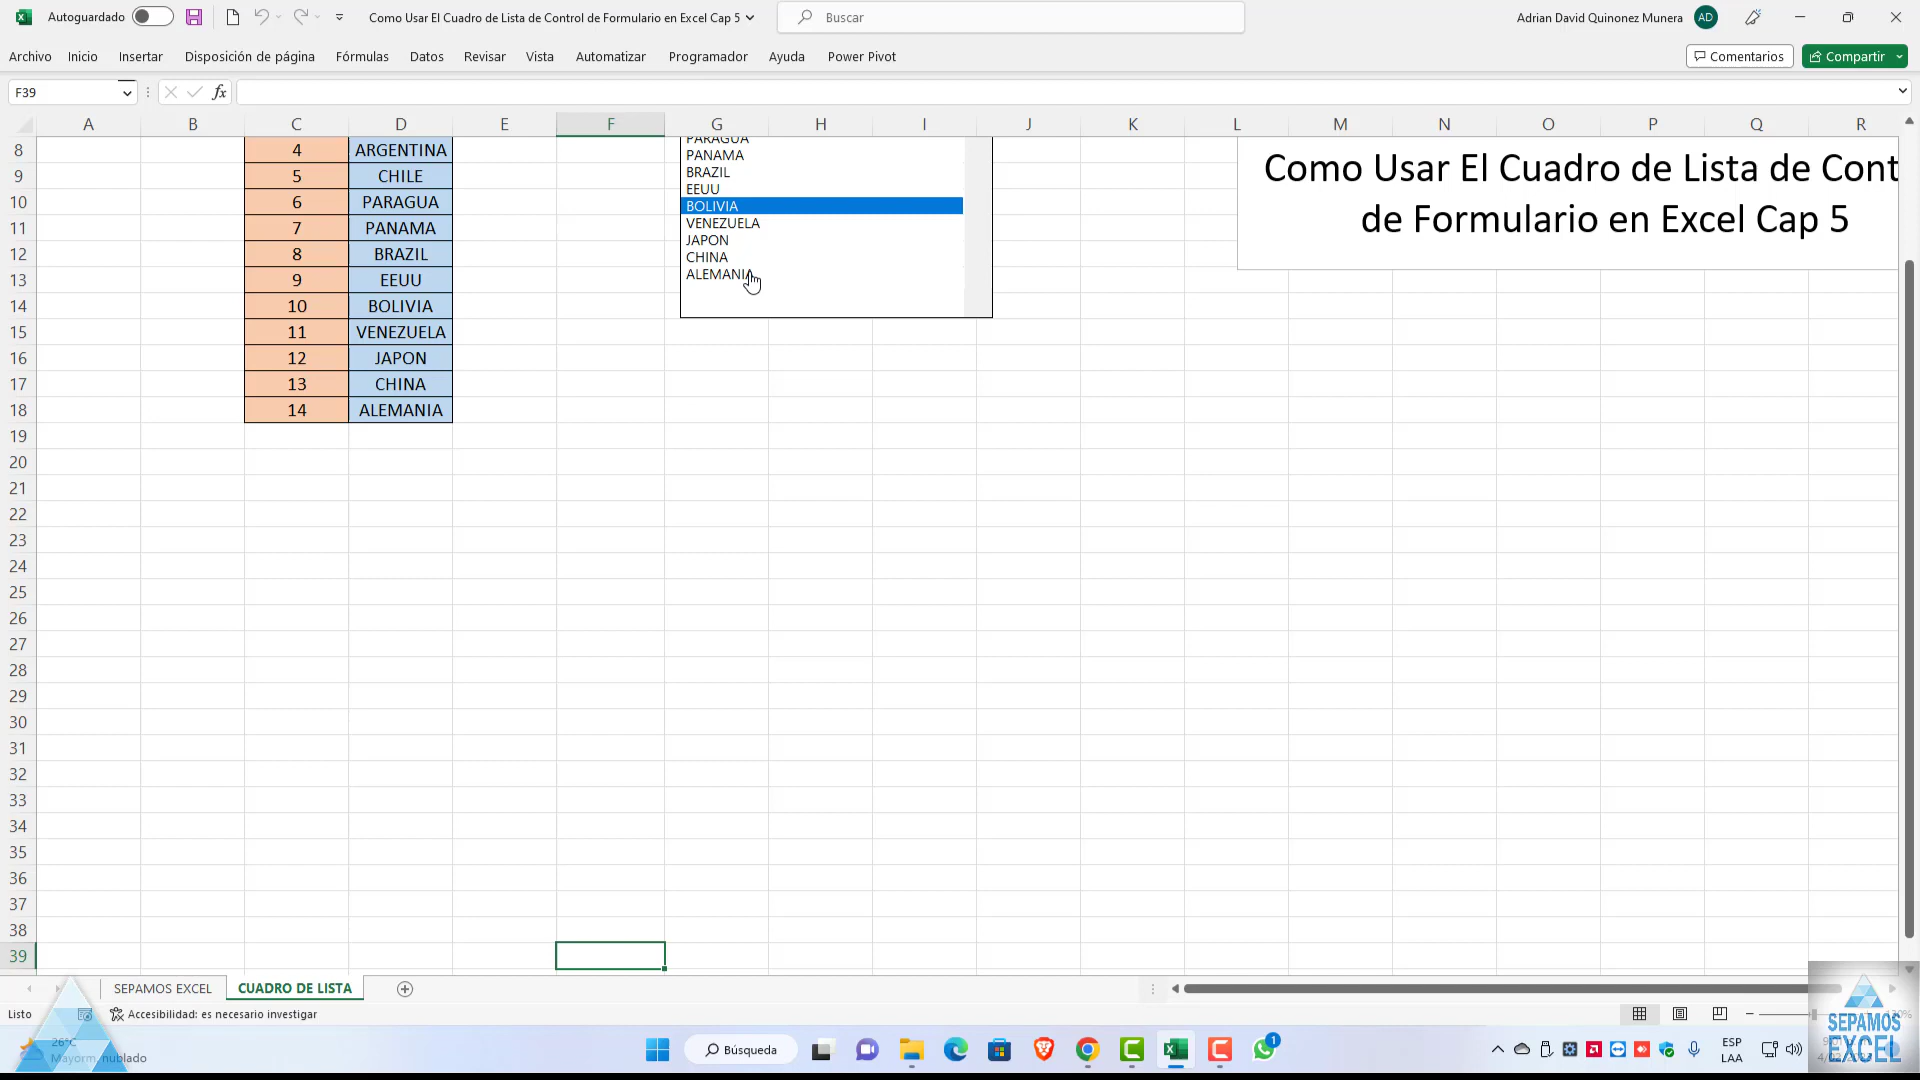 Autoguardado
Como Usar El Cuadro de Lista de Control de Formulario en Excel Cap 5
Buscar
Adrian David Quinonez Munera
AD
Archivo Inicio Insertar Disposición de página Fórmulas Datos Revisar Vista Automatizar Programador Ayuda Power Pivot
Comentarios
Compartir
F39
fx
A B C D E F G H I J K L M N O P Q R
8 4 ARGENTINA
9 5 CHILE
10 6 PARAGUA
11 7 PANAMA
12 8 BRAZIL
13 9 EEUU
14 10 BOLIVIA
15 11 VENEZUELA
16 12 JAPON
17 13 CHINA
18 14 ALEMANIA
19
20
21
22
23
24
25
26
27
28
29
30
31
32
33
34
35
36
37
38
39
PARAGUA
PANAMA
BRAZIL
EEUU
BOLIVIA
VENEZUELA
JAPON
CHINA
ALEMANIA
Como Usar El Cuadro de Lista de Cont
de Formulario en Excel Cap 5
SEPAMOS EXCEL
CUADRO DE LISTA
Listo
Accesibilidad: es necesario investigar
26°C
Mayorm. nublado
Búsqueda
1
ESP
LAA
SEPAMOS
EXCEL